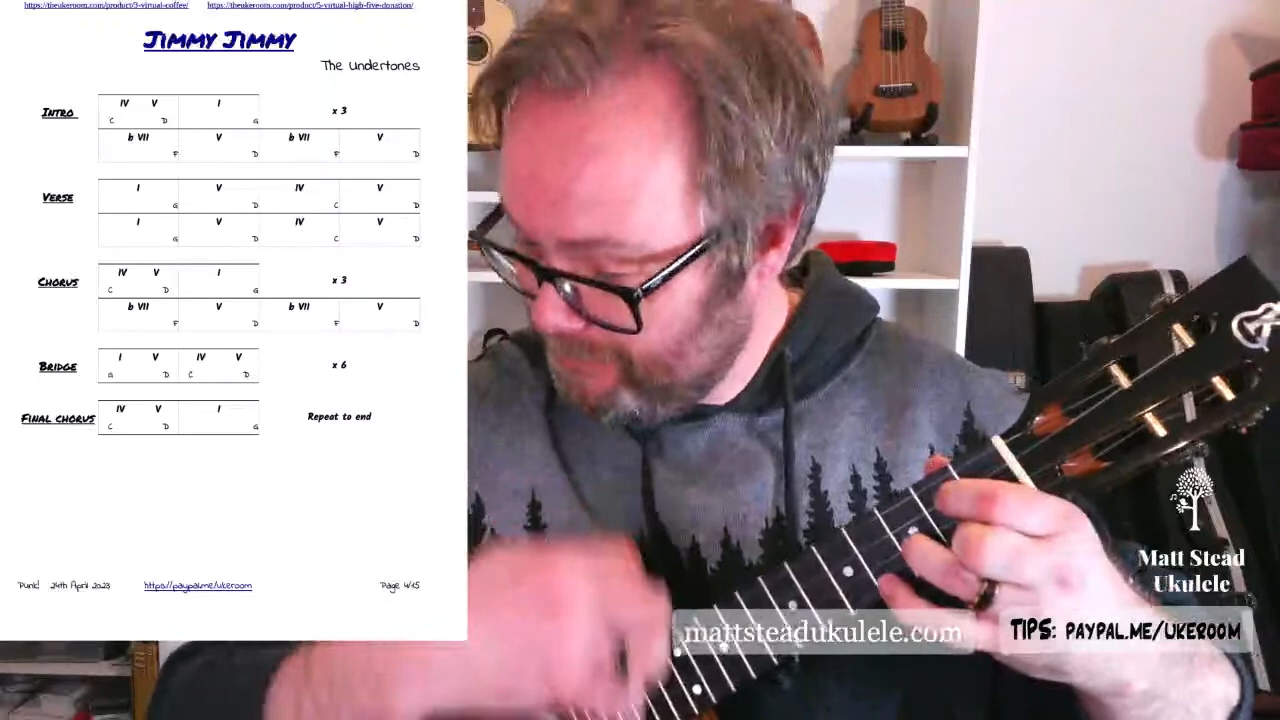 https://theukeroom.com/product/3-virtual-coffee/ https://theukeroom.com/product/5-virtual-high-five-donation/
Jimmy Jimmy
The Undertones
Intro IV V I x 3
C D G
b VII V b VII V
F D F D
Verse I V IV V
G D C D
I V IV V
G D C D
Chorus IV V I x 3
C D G
b VII V b VII V
F D F D
Bridge I V IV V x 6
G D C D
Final chorus IV V I Repeat to end
C D G
Punk! 24th April 2023 https://paypal.me/ukeroom Page 4/15
Matt Stead
Ukulele
mattsteadukulele.com
TIPS: PAYPAL.ME/UKEROOM